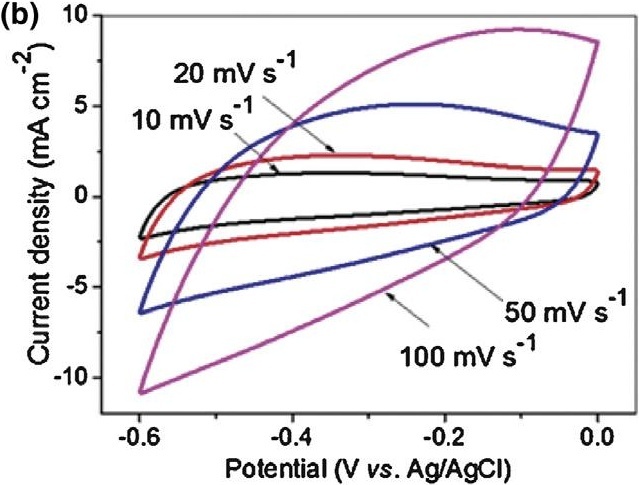 (b)
10
5
0
-5
-10
Current density (mA cm-2)
20 mV s-1
10 mV s-1
50 mV s-1
100 mV s-1
-0.6 -0.4 -0.2 0.0
Potential (V vs. Ag/AgCl)